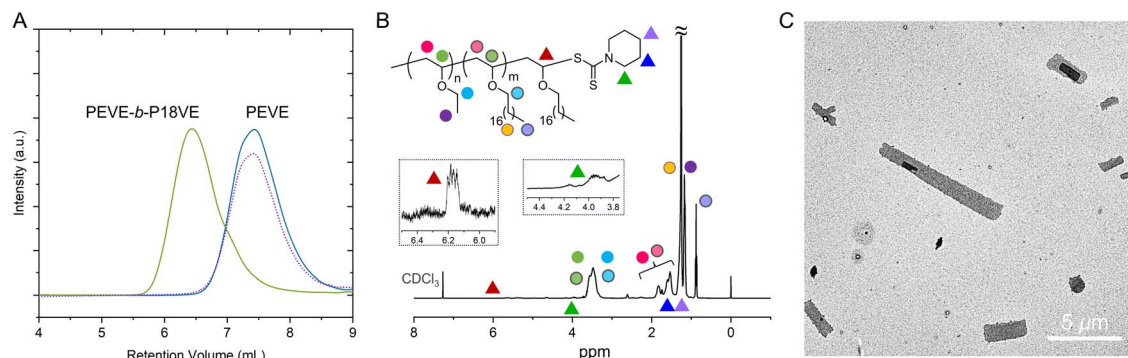 A
Intensity (a.u.)
PEVE-b-P18VE
PEVE
4 5 6 7 8 9
Retention Volume (mL)
B
n
m
S
N
O
O
O
S
16
16
6.4 6.2 6.0
4.4 4.2 4.0 3.8
CDCl3
8 6 4 2 0
ppm
C
5 µm